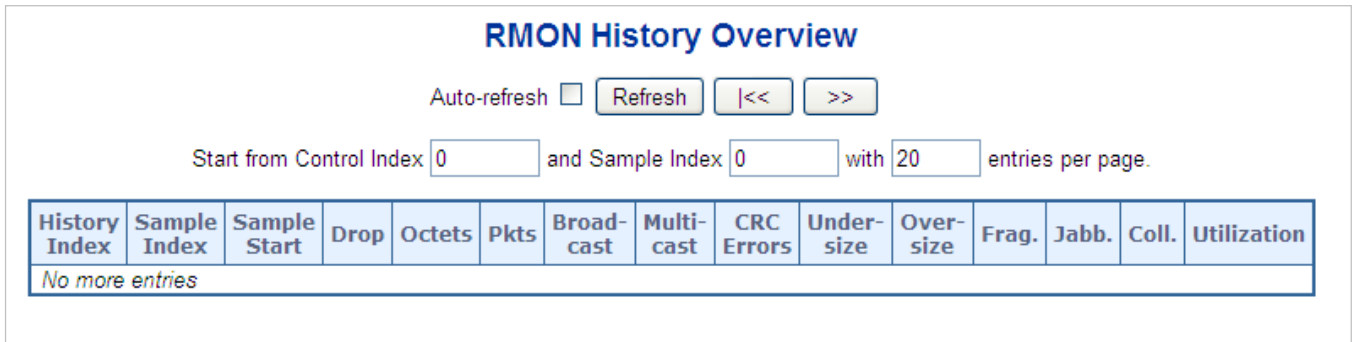 RMON History Overview
Auto-refresh Refresh |<< >>
Start from Control Index 0 and Sample Index 0 with 20 entries per page.
History Index Sample Index Sample Start Drop Octets Pkts Broad-cast Multi-cast CRC Errors Under-size Over-size Frag. Jabb. Coll. Utilization
No more entries